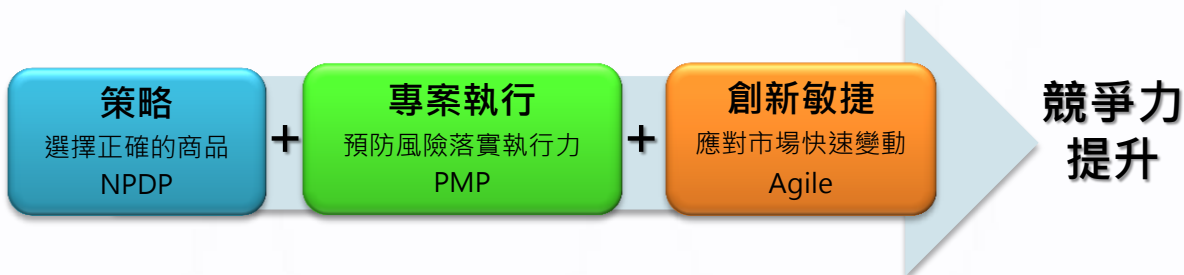 策略
選擇正確的商品
NPDP
+
專案執行
預防風險落實執行力
PMP
+
創新敏捷
應對市場快速變動
Agile
競爭力
提升